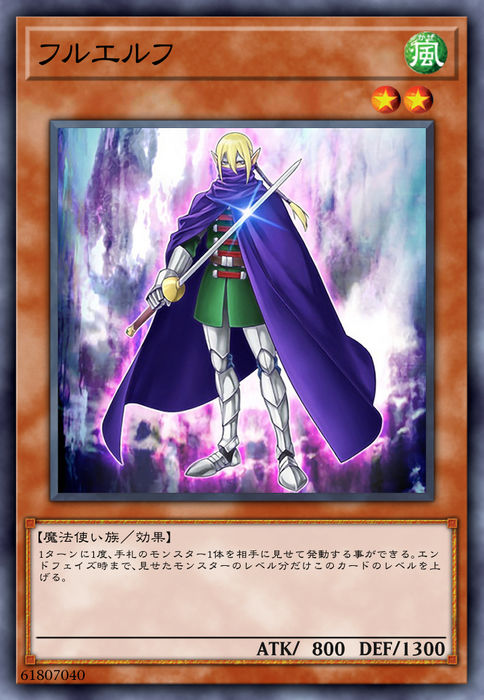 フルエルフ
風
かぜ
【魔法使い族／効果】
1ターンに1度、手札のモンスター1体を相手に見せて発動する事ができる。エン
ドフェイズ時まで、見せたモンスターのレベル分だけこのカードのレベルを上
げる。
ATK/ 800 DEF/1300
61807040